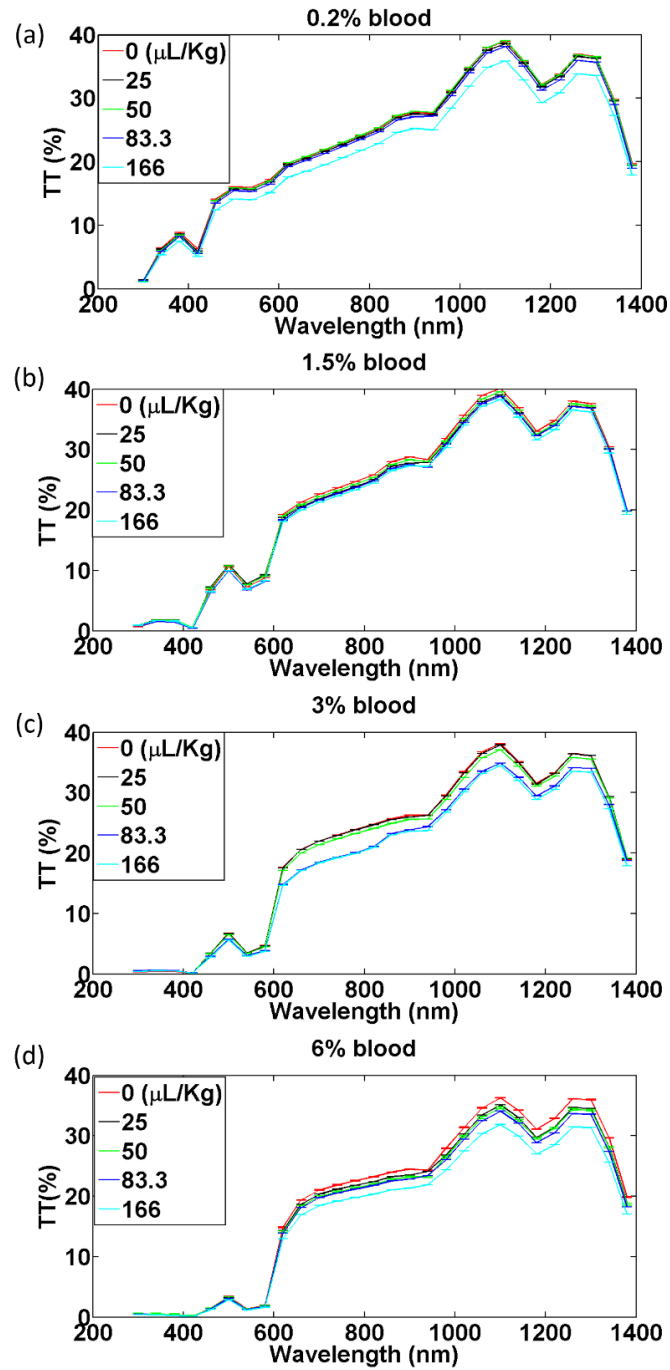 (a)
0.2% blood
0 (μL/Kg)
25
50
83.3
166
TT (%)
40
30
20
10
0
200 400 600 800 1000 1200 1400
Wavelength (nm)
(b)
1.5% blood
0 (μL/Kg)
25
50
83.3
166
TT (%)
40
30
20
10
0
200 400 600 800 1000 1200 1400
Wavelength (nm)
(c)
3% blood
0 (μL/Kg)
25
50
83.3
166
TT (%)
40
30
20
10
0
200 400 600 800 1000 1200 1400
Wavelength (nm)
(d)
6% blood
0 (μL/Kg)
25
50
83.3
166
TT(%)
40
30
20
10
0
200 400 600 800 1000 1200 1400
Wavelength (nm)